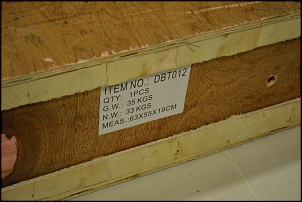 ITEM NO.: DBT012
QTY: 1PCS
G.W.: 35 KGS
N.W.: 33 KGS
MEAS.:63X55X19CM